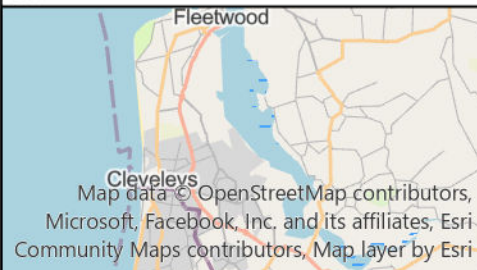 Fleetwood
Cleveleys
Map data © OpenStreetMap contributors,
Microsoft, Facebook, Inc. and its affiliates, Esri
Community Maps contributors, Map layer by Esri